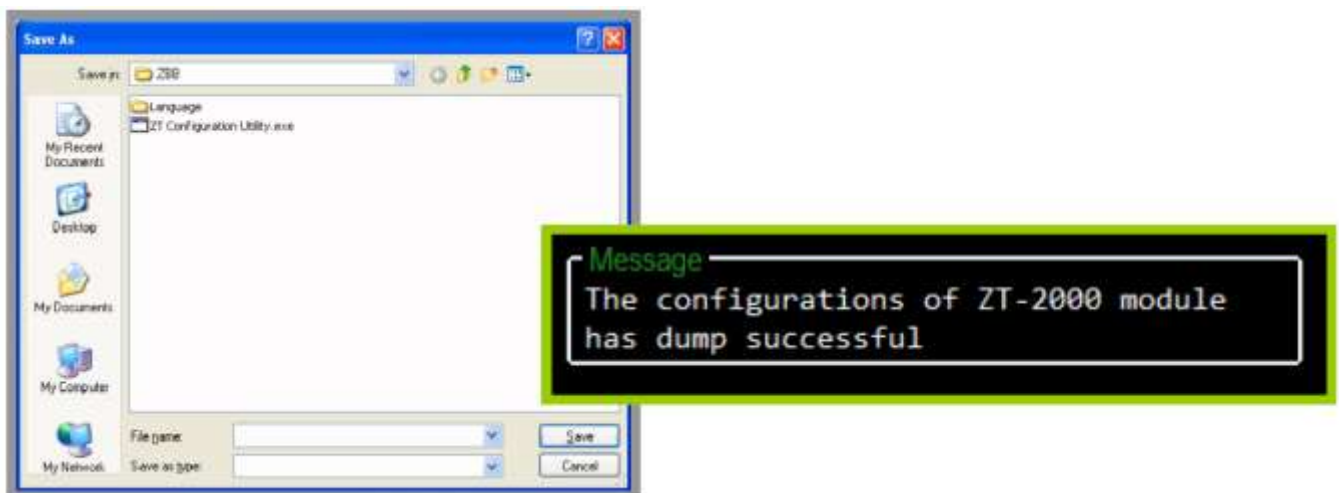 Save As
Save in: ZBB
Language
ZT Configuration Utility.exe
My Recent
Documents
Desktop
My Documents
My Computer
My Network
File name:
Save
Save as type:
Cancel
Message
The configurations of ZT-2000 module
has dump successful